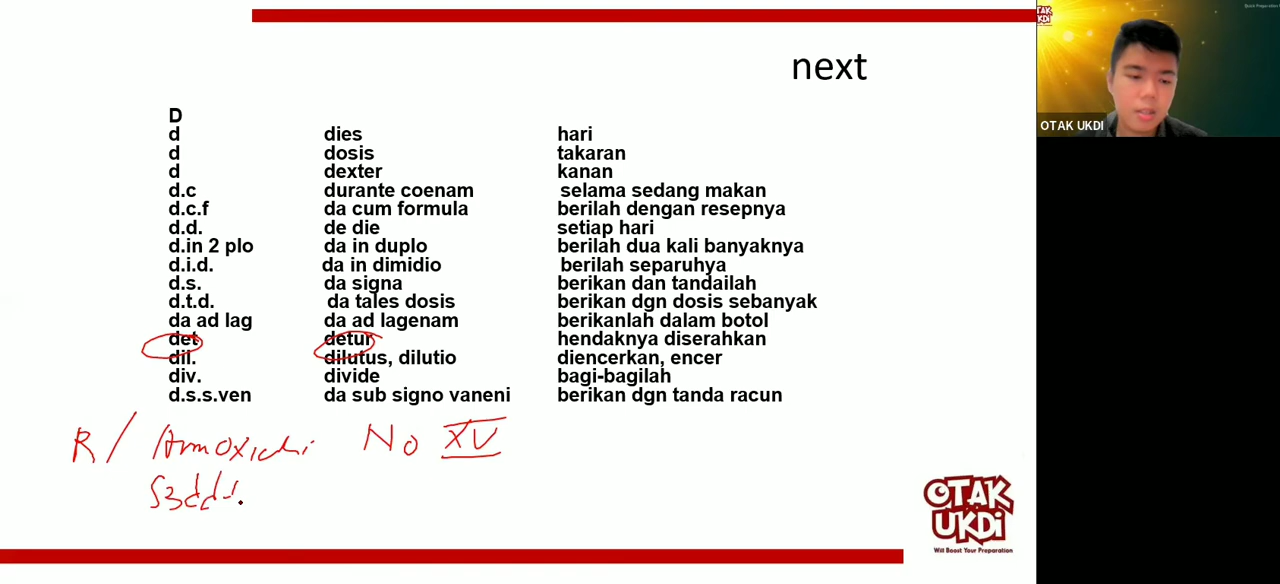 next
D
d dies hari
d dosis takaran
d dexter kanan
d.c durante coenam selama sedang makan
d.c.f da cum formula berilah dengan resepnya
d.d. de die setiap hari
d.in 2 plo da in duplo berilah dua kali banyaknya
d.i.d. da in dimidio berilah separuhya
d.s. da signa berikan dan tandailah
d.t.d. da tales dosis berikan dgn dosis sebanyak
da ad lag da ad lagenam berikanlah dalam botol
det detur hendaknya diserahkan
dil. dilutus, dilutio diencerkan, encer
div. divide bagi-bagilah
d.s.s.ven da sub signo vaneni berikan dgn tanda racun
R/ No XV
S3dd1
OTAK UKDI
OTAK UKDi
Will Boost Your Preparation
OTAK UKDi